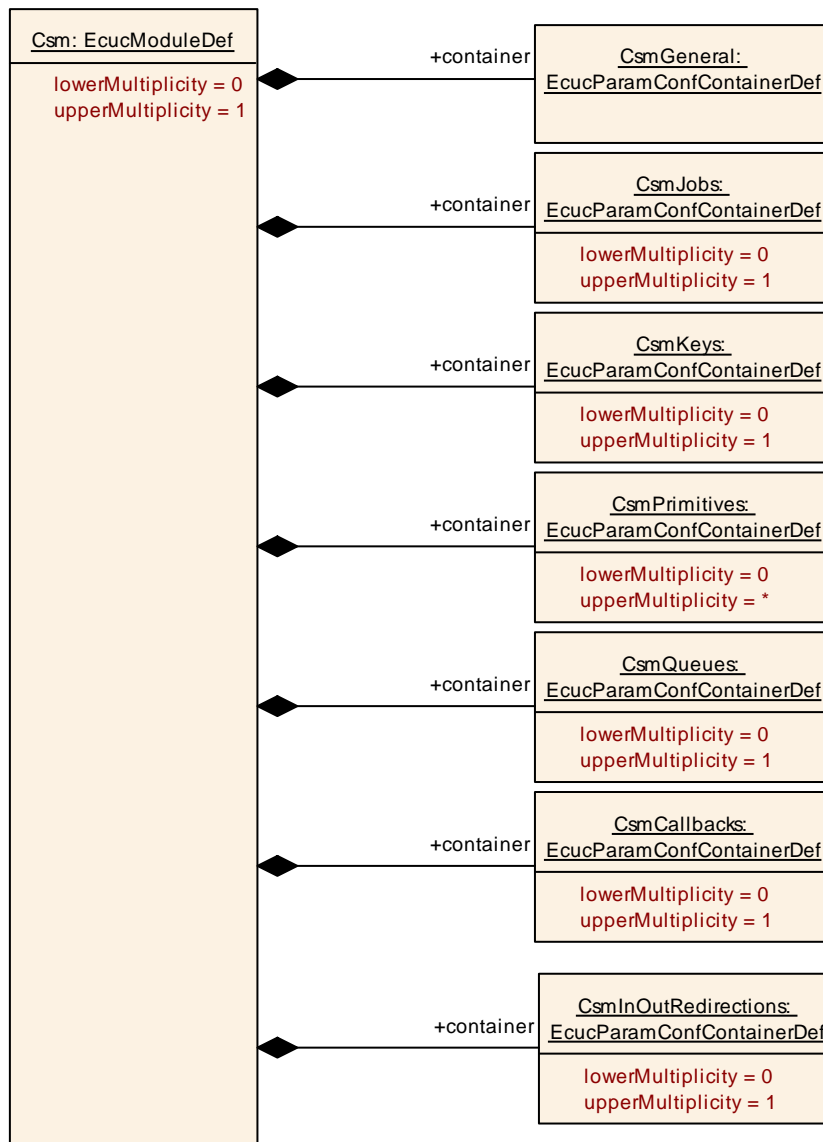 Csm: EcucModuleDef
lowerMultiplicity = 0
upperMultiplicity = 1
+container
CsmGeneral:
EcucParamConfContainerDef
+container
CsmJobs:
EcucParamConfContainerDef
lowerMultiplicity = 0
upperMultiplicity = 1
+container
CsmKeys:
EcucParamConfContainerDef
lowerMultiplicity = 0
upperMultiplicity = 1
+container
CsmPrimitives:
EcucParamConfContainerDef
lowerMultiplicity = 0
upperMultiplicity = *
+container
CsmQueues:
EcucParamConfContainerDef
lowerMultiplicity = 0
upperMultiplicity = 1
+container
CsmCallbacks:
EcucParamConfContainerDef
lowerMultiplicity = 0
upperMultiplicity = 1
+container
CsmInOutRedirections:
EcucParamConfContainerDef
lowerMultiplicity = 0
upperMultiplicity = 1